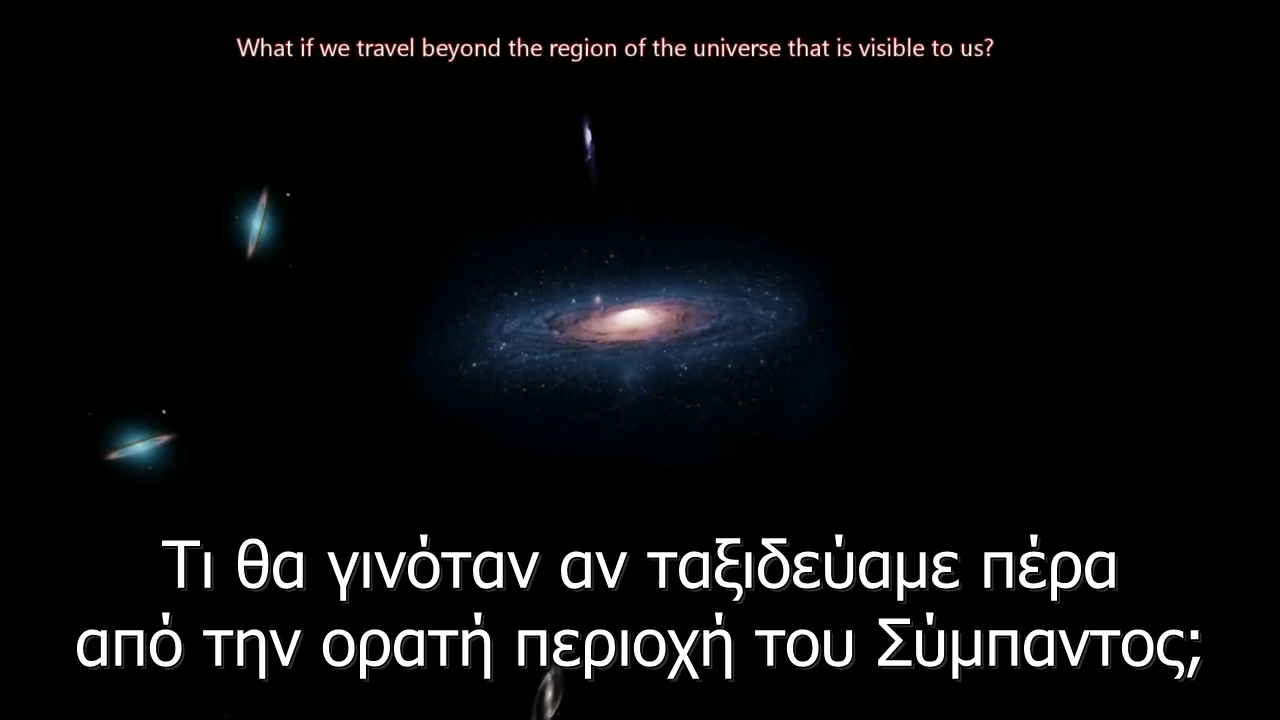 What if we travel beyond the region of the universe that is visible to us?
Τι θα γινόταν αν ταξιδεύαμε πέρα
από την ορατή περιοχή του Σύμπαντος;